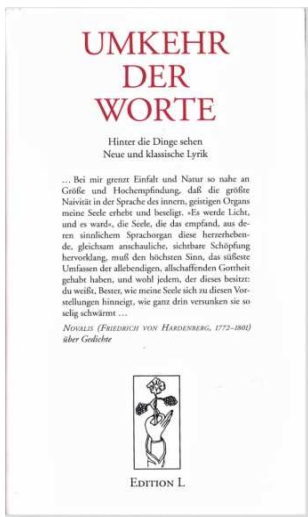 UMKEHR
DER
WORTE
Hinter die Dinge sehen
Neue und klassische Lyrik
… Bei mir grenzt Einfalt und Natur so nahe an
Größe und Hochempfindung, daß die größte
Naivität in der Sprache des innern, geistigen Organs
meine Seele erhebt und beseligt. »Es werde Licht,
und es ward«, die Seele, die das empfand, aus de-
ren sinnlichem Sprachorgan diese herzerheben-
de, gleichsam anschauliche, sichtbare Schöpfung
hervorklang, muß den höchsten Sinn, das süßeste
Umfassen der allebendigen, allschaffenden Gottheit
gehabt haben, und wohl jedem, der dieses besitzt:
du weißt, Bester, wie meine Seele sich zu diesen Vor-
stellungen hinneigt, wie ganz drin versunken sie so
selig schwärmt …
NOVALIS (FRIEDRICH VON HARDENBERG, 1772–1801)
über Gedichte
EDITION L